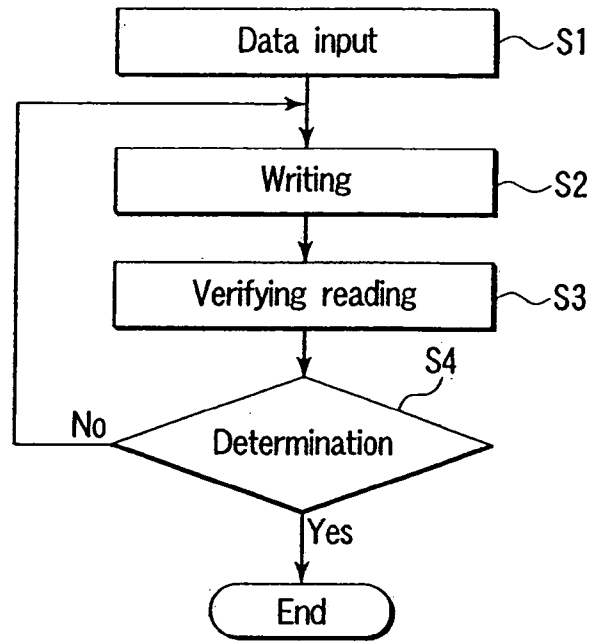 Data input
S1
Writing
S2
Verifying reading
S3
S4
No
Determination
Yes
End